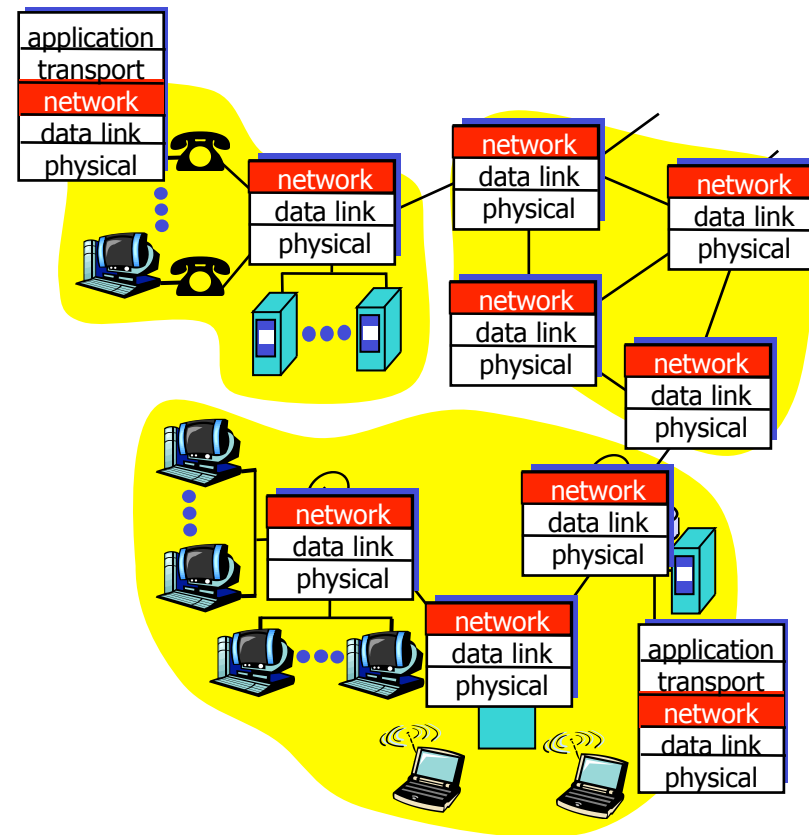 application
transport
network
data link
physical
network
data link
physical
network
data link
physical
network
data link
physical
network
data link
physical
network
data link
physical
network
data link
physical
network
data link
physical
network
data link
physical
application
transport
network
data link
physical